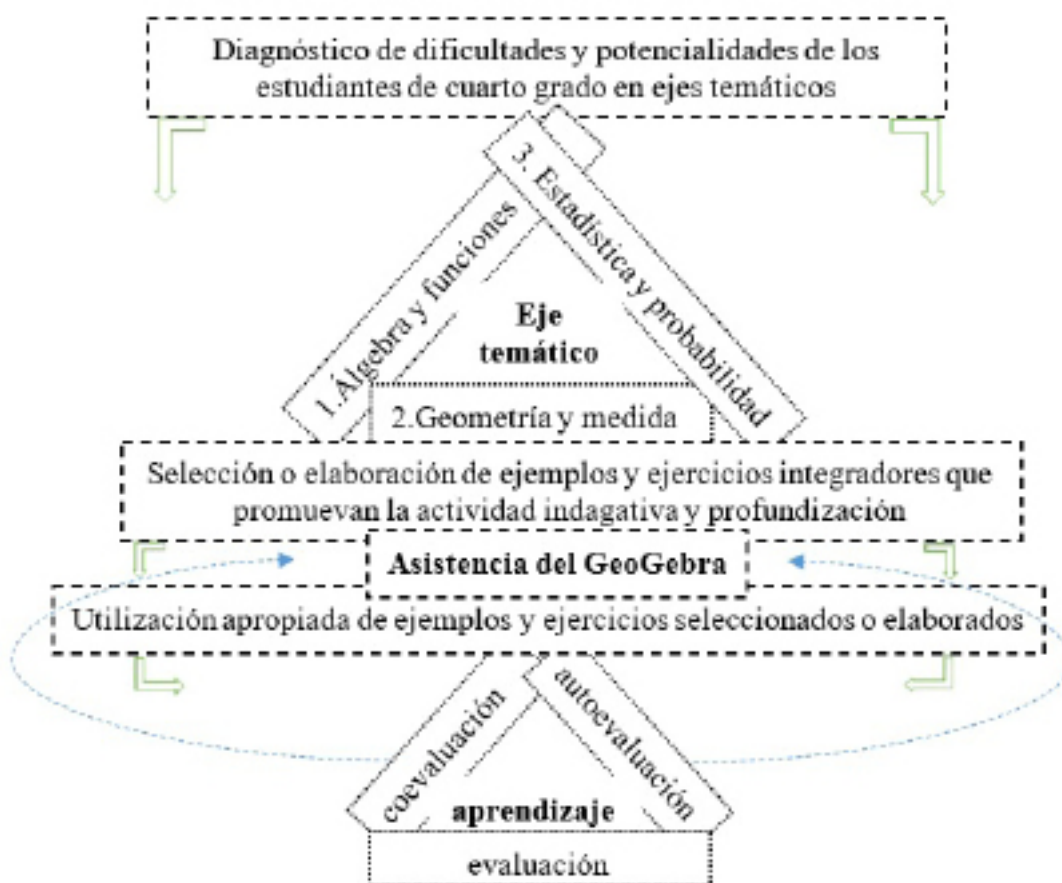 Diagnóstico de dificultades y potencialidades de los
estudiantes de cuarto grado en ejes temáticos
1.Álgebra y funciones
3. Estadística y probabilidad
Eje
temático
2.Geometría y medida
Selección o elaboración de ejemplos y ejercicios integradores que
promuevan la actividad indagativa y profundización
Asistencia del GeoGebra
Utilización apropiada de ejemplos y ejercicios seleccionados o elaborados
coevaluación
autoevaluación
aprendizaje
evaluación